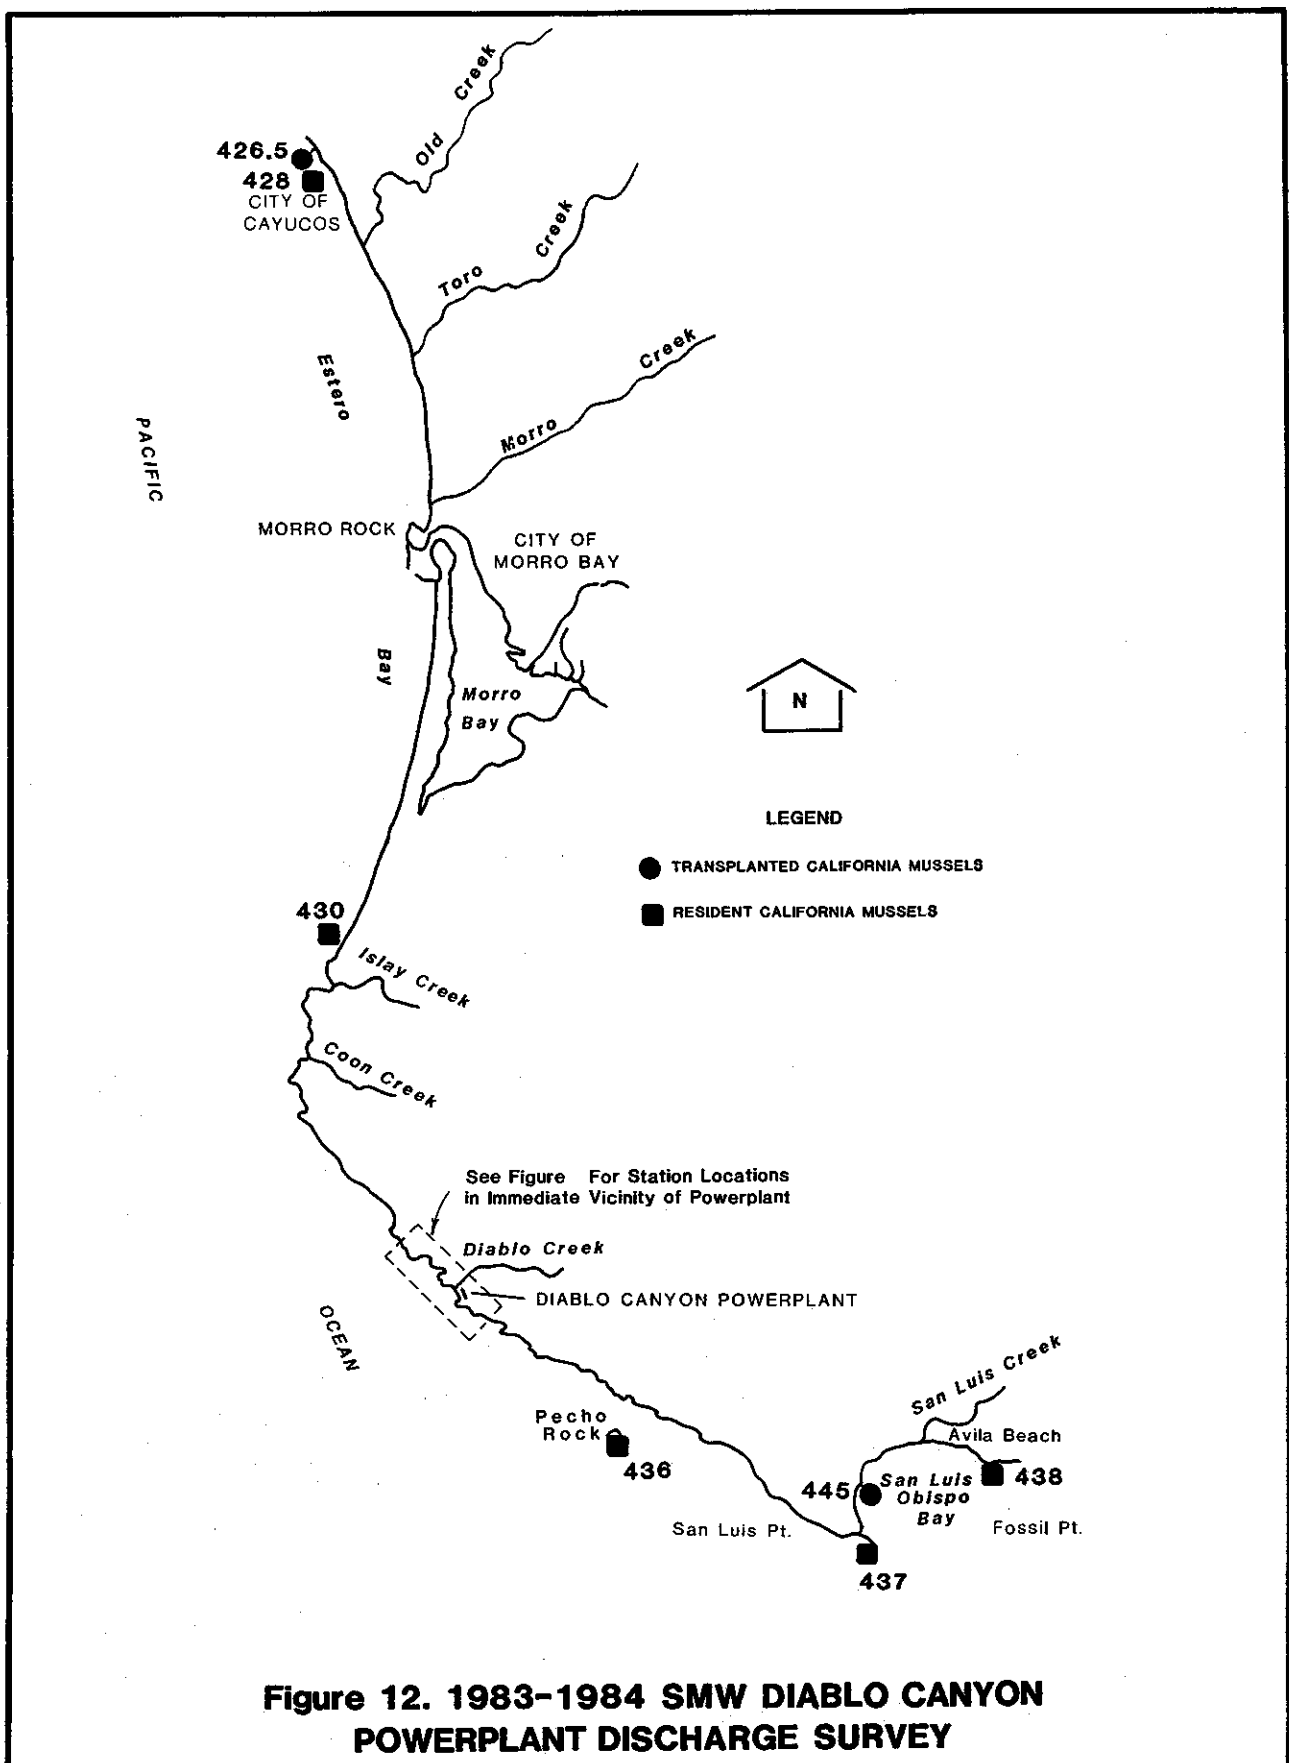 Old Creek
426.5
428
CITY OF
CAYUCOS
Toro Creek
Estero
Morro Creek
PACIFIC
MORRO ROCK
CITY OF
MORRO BAY
Bay
Morro
Bay
N
LEGEND
TRANSPLANTED CALIFORNIA MUSSELS
RESIDENT CALIFORNIA MUSSELS
430
Islay Creek
Coon Creek
See Figure For Station Locations
in Immediate Vicinity of Powerplant
Diablo Creek
DIABLO CANYON POWERPLANT
OCEAN
San Luis Creek
Pecho
Rock
436
Avila Beach
438
445
San Luis
Obispo
Bay
San Luis Pt.
Fossil Pt.
437
Figure 12. 1983-1984 SMW DIABLO CANYON
POWERPLANT DISCHARGE SURVEY